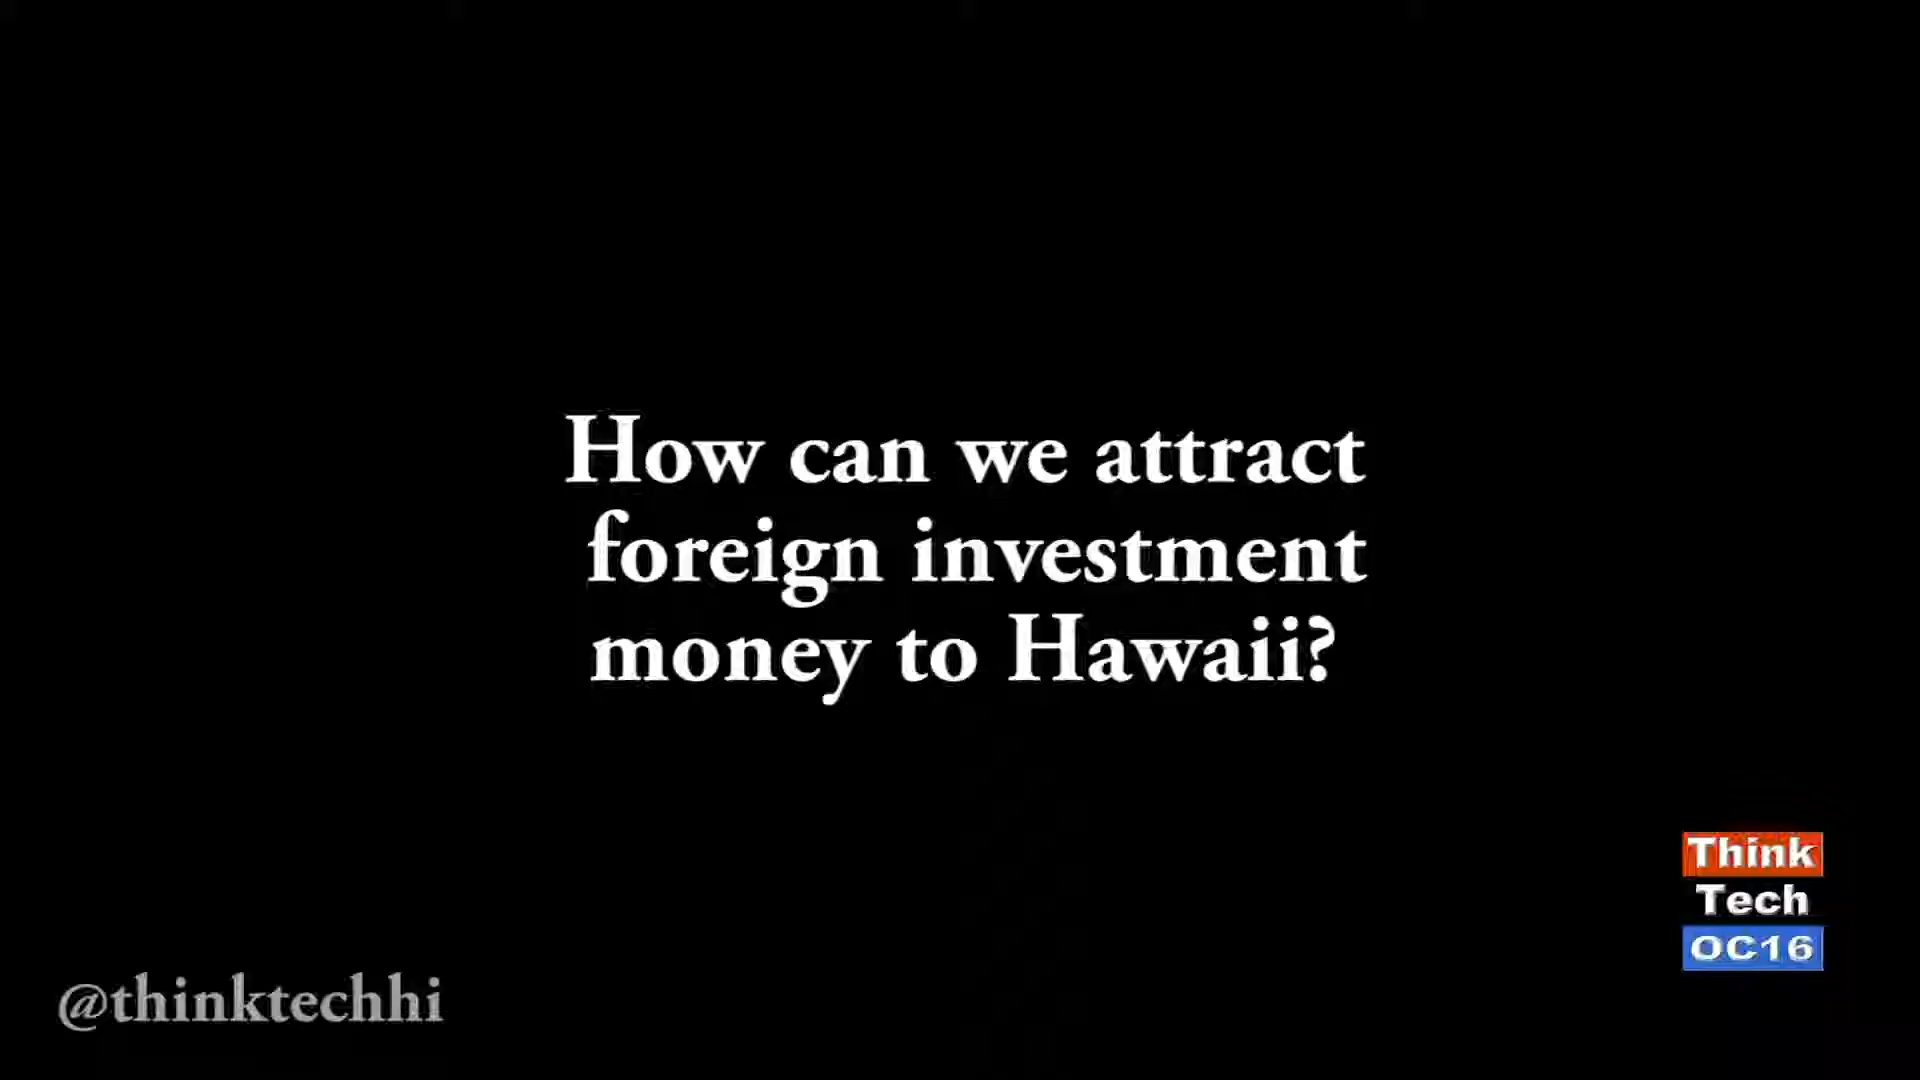 How can we attract
foreign investment
money to Hawaii?
Think
Tech
OC16
@thinktechhi